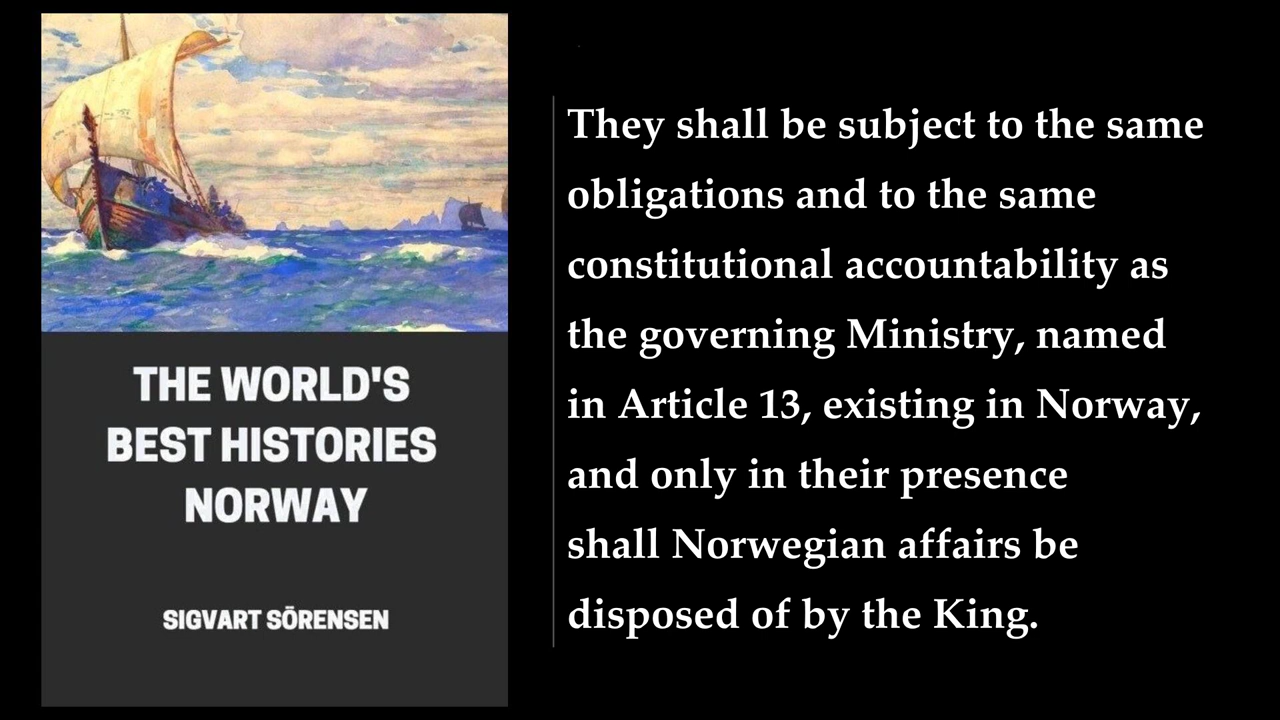 THE WORLD'S
BEST HISTORIES
NORWAY
SIGVART SÖRENSEN
They shall be subject to the same
obligations and to the same
constitutional accountability as
the governing Ministry, named
in Article 13, existing in Norway,
and only in their presence
shall Norwegian affairs be
disposed of by the King.